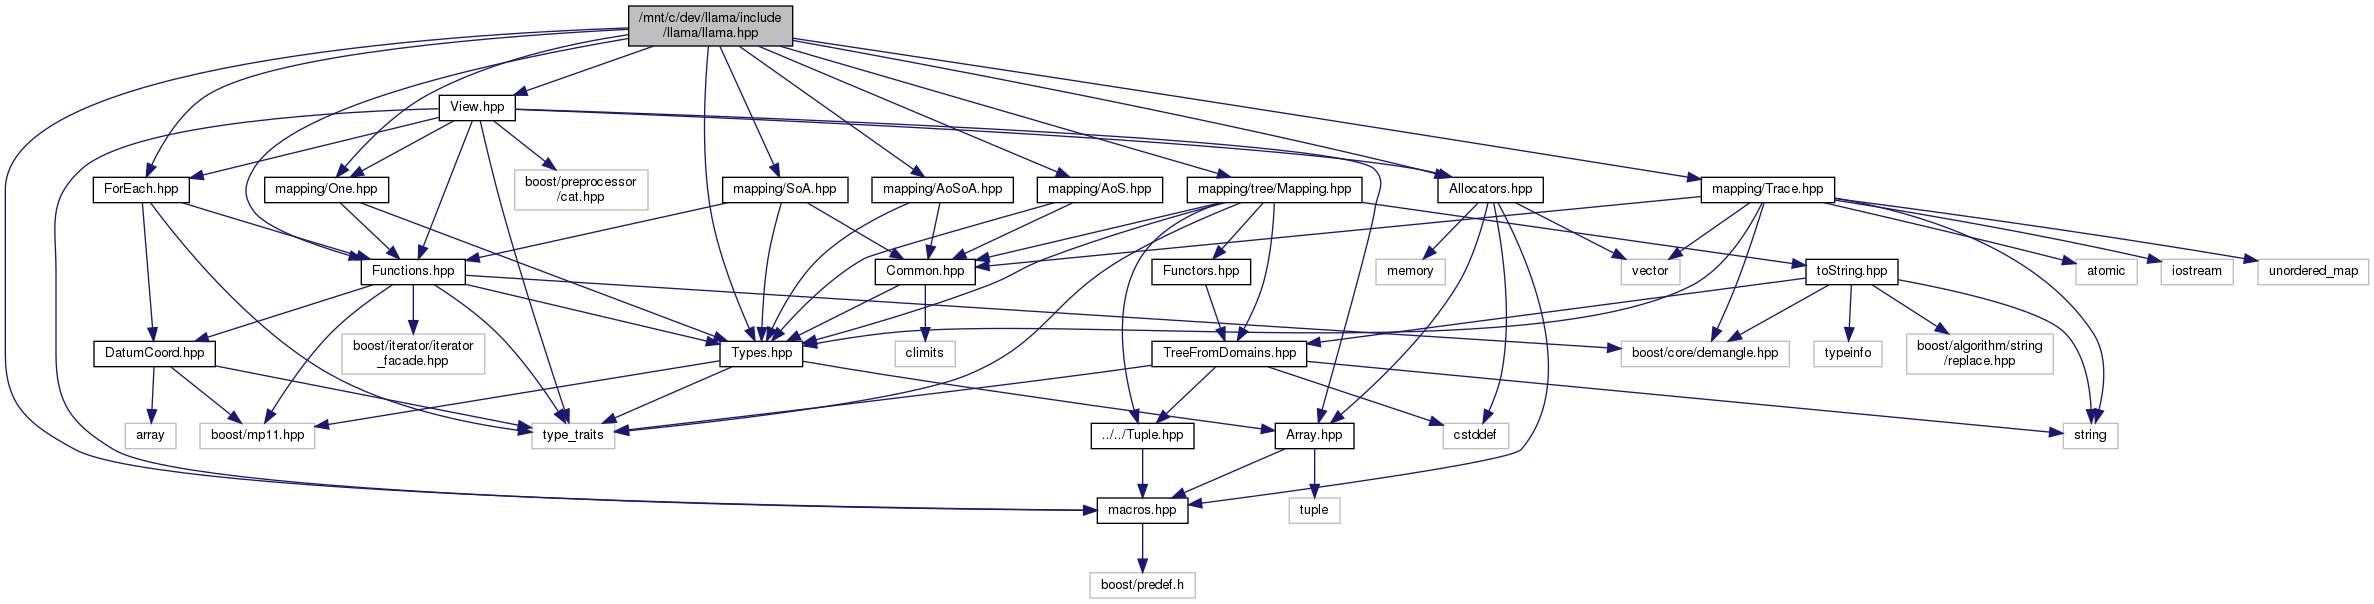 /mnt/c/dev/llama/include
/llama/llama.hpp
View.hpp
ForEach.hpp
mapping/One.hpp
boost/preprocessor
/cat.hpp
mapping/SoA.hpp
mapping/AoSoA.hpp
mapping/AoS.hpp
mapping/tree/Mapping.hpp
Allocators.hpp
mapping/Trace.hpp
Functions.hpp
Common.hpp
Functors.hpp
memory
vector
toString.hpp
atomic
iostream
unordered_map
DatumCoord.hpp
boost/iterator/iterator
_facade.hpp
Types.hpp
climits
TreeFromDomains.hpp
boost/core/demangle.hpp
typeinfo
boost/algorithm/string
/replace.hpp
array
boost/mp11.hpp
type_traits
../../Tuple.hpp
Array.hpp
cstddef
string
macros.hpp
tuple
boost/predef.h